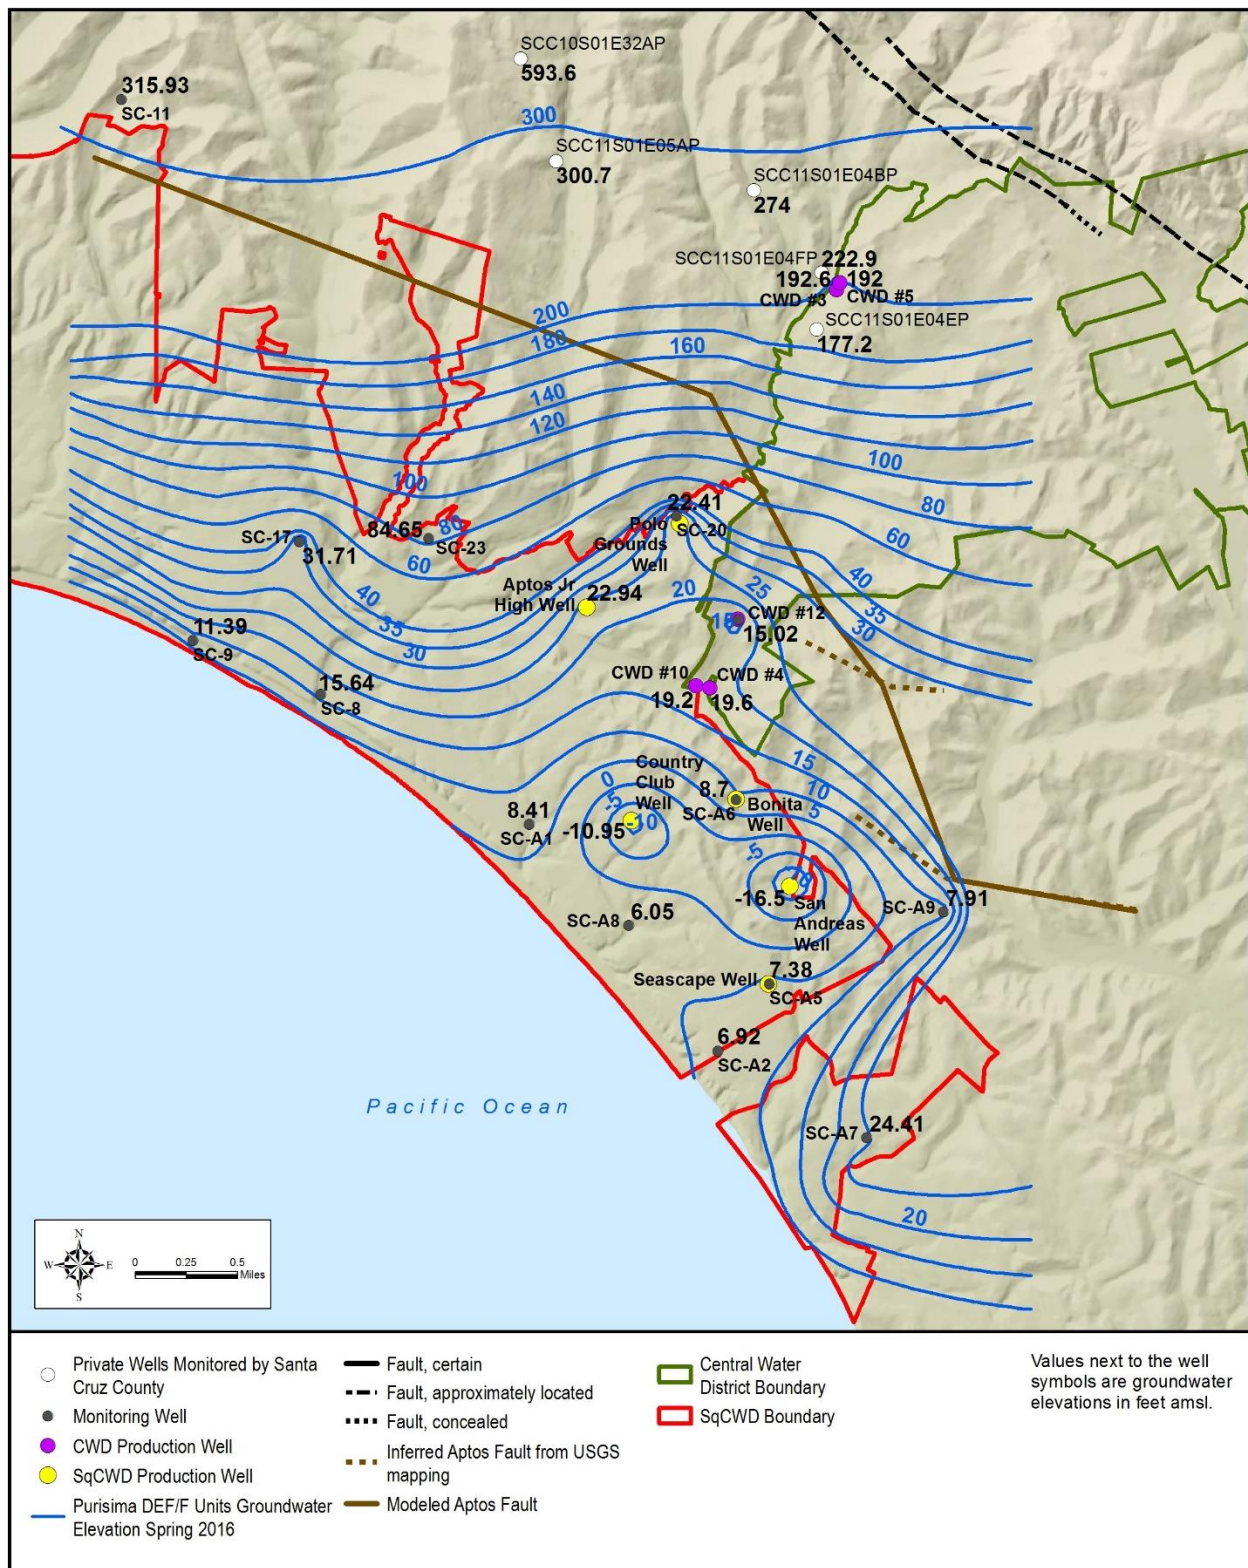 SCC10S01E32AP
593.6
315.93
SC-11
300
SCC11S01E05AP
300.7
SCC11S01E04BP
274
SCC11S01E04FP
222.9
192.6
192
CWD #3
CWD #5
SCC11S01E04EP
177.2
200
180
160
140
120
100
100
80
80
60
60
22.41
SC-20
Polo
Grounds
Well
84.65
SC-23
SC-17
31.71
Aptos Jr
High Well
22.94
20
25
40
35
30
40
35
30
15
CWD #12
15.02
11.39
SC-9
15.64
SC-8
CWD #10
CWD #4
19.2
19.6
15
10
5
Country
Club
Well
0
-5
-10
-10.95
8.7
SC-A6
Bonita
Well
8.41
SC-A1
-5
-10
-16.5
San
Andreas
Well
SC-A9
7.91
SC-A8
6.05
Seascape Well
7.38
SC-A5
6.92
SC-A2
SC-A7
24.41
20
Pacific Ocean
N
W
E
S
0
0.25
0.5
Miles
Private Wells Monitored by Santa
Cruz County
Monitoring Well
CWD Production Well
SqCWD Production Well
Purisima DEF/F Units Groundwater
Elevation Spring 2016
Fault, certain
Fault, approximately located
Fault, concealed
Inferred Aptos Fault from USGS
mapping
Modeled Aptos Fault
Central Water
District Boundary
SqCWD Boundary
Values next to the well
symbols are groundwater
elevations in feet amsl.